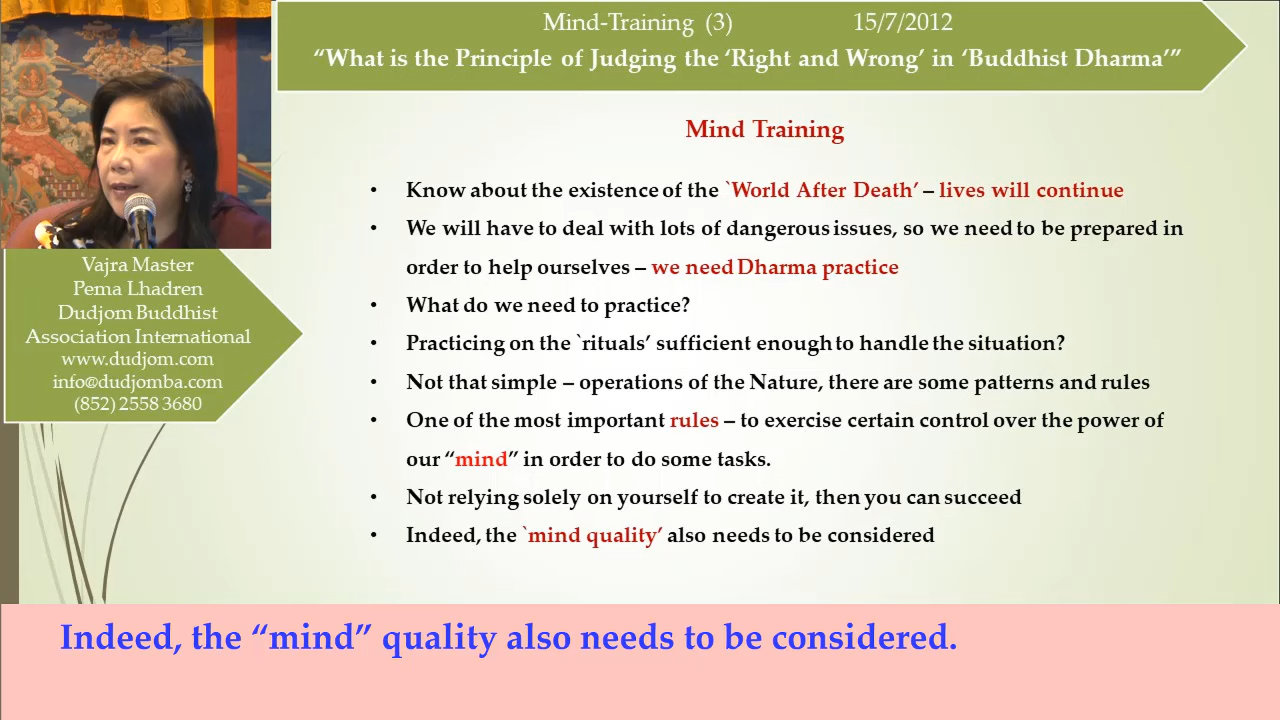 Mind-Training (3) 15/7/2012
“What is the Principle of Judging the ‘Right and Wrong’ in ‘Buddhist Dharma’”
Vajra Master
Pema Lhadren
Dudjom Buddhist
Association International
www.dudjom.com
info@dudjomba.com
(852) 2558 3680
Mind Training
• Know about the existence of the `World After Death’ – lives will continue
• We will have to deal with lots of dangerous issues, so we need to be prepared in
order to help ourselves – we need Dharma practice
• What do we need to practice?
• Practicing on the `rituals’ sufficient enough to handle the situation?
• Not that simple – operations of the Nature, there are some patterns and rules
• One of the most important rules – to exercise certain control over the power of
our “mind” in order to do some tasks.
• Not relying solely on yourself to create it, then you can succeed
• Indeed, the `mind quality’ also needs to be considered
Indeed, the “mind” quality also needs to be considered.